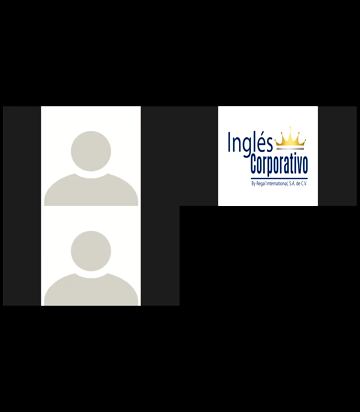 Inglés
Corporativo
By Regal International, S.A. de C.V.